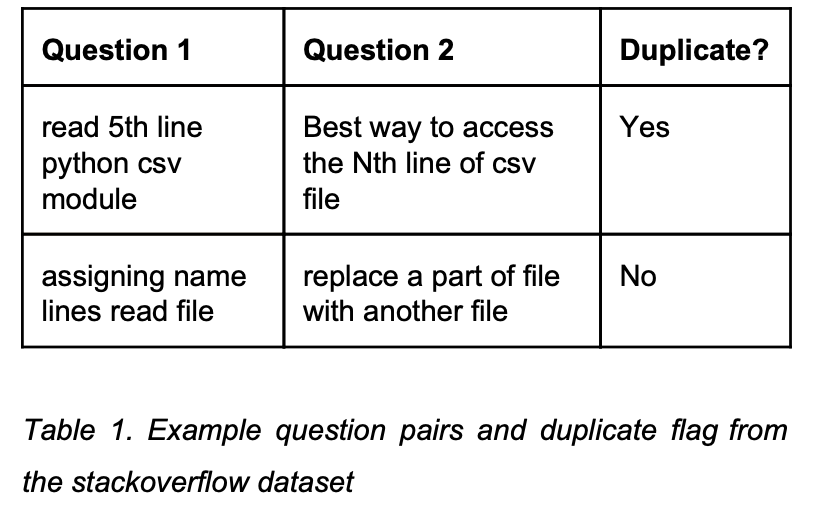 Question 1 Question 2 Duplicate?
read 5th line
python csv
module
Best way to access
the Nth line of csv
file
Yes
assigning name
lines read file
replace a part of file
with another file
No
Table 1. Example question pairs and duplicate flag from
the stackoverflow dataset